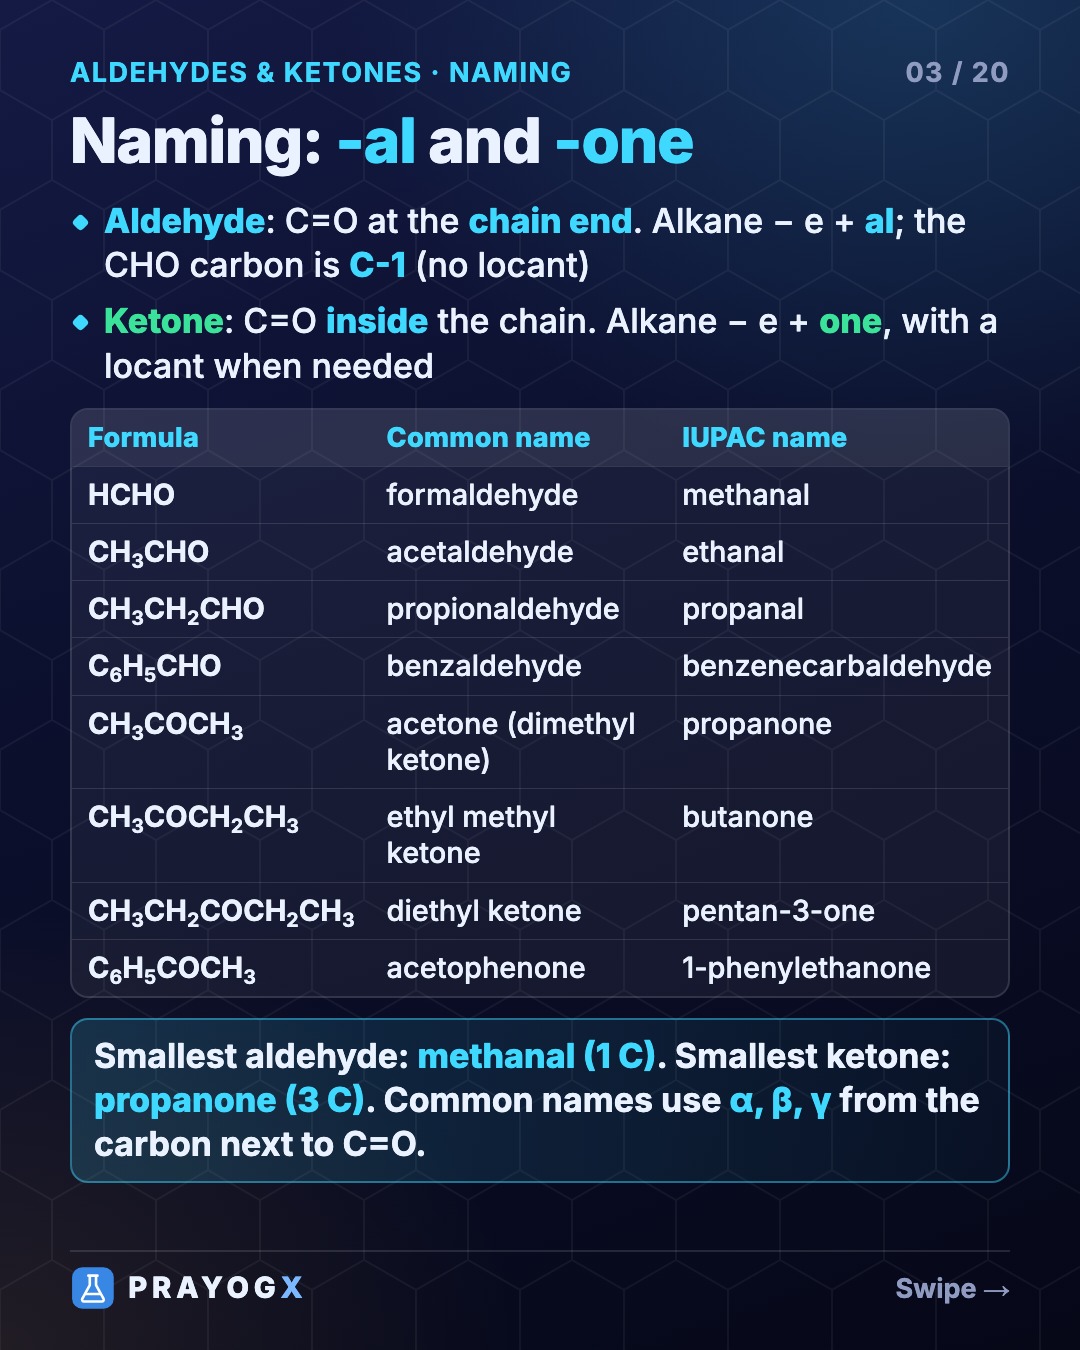 ALDEHYDES & KETONES · NAMING
03 / 20
Naming: -al and -one
Aldehyde: C=O at the chain end. Alkane − e + al; the
CHO carbon is C-1 (no locant)
Ketone: C=O inside the chain. Alkane − e + one, with a
locant when needed
Formula Common name IUPAC name
HCHO formaldehyde methanal
CH₃CHO acetaldehyde ethanal
CH₃CH₂CHO propionaldehyde propanal
C₆H₅CHO benzaldehyde benzenecarbaldehyde
CH₃COCH₃ acetone (dimethyl propanone
ketone)
CH₃COCH₂CH₃ ethyl methyl butanone
ketone
CH₃CH₂COCH₂CH₃ diethyl ketone pentan-3-one
C₆H₅COCH₃ acetophenone 1-phenylethanone
Smallest aldehyde: methanal (1 C). Smallest ketone:
propanone (3 C). Common names use α, β, γ from the
carbon next to C=O.
PRAYOGX
Swipe →